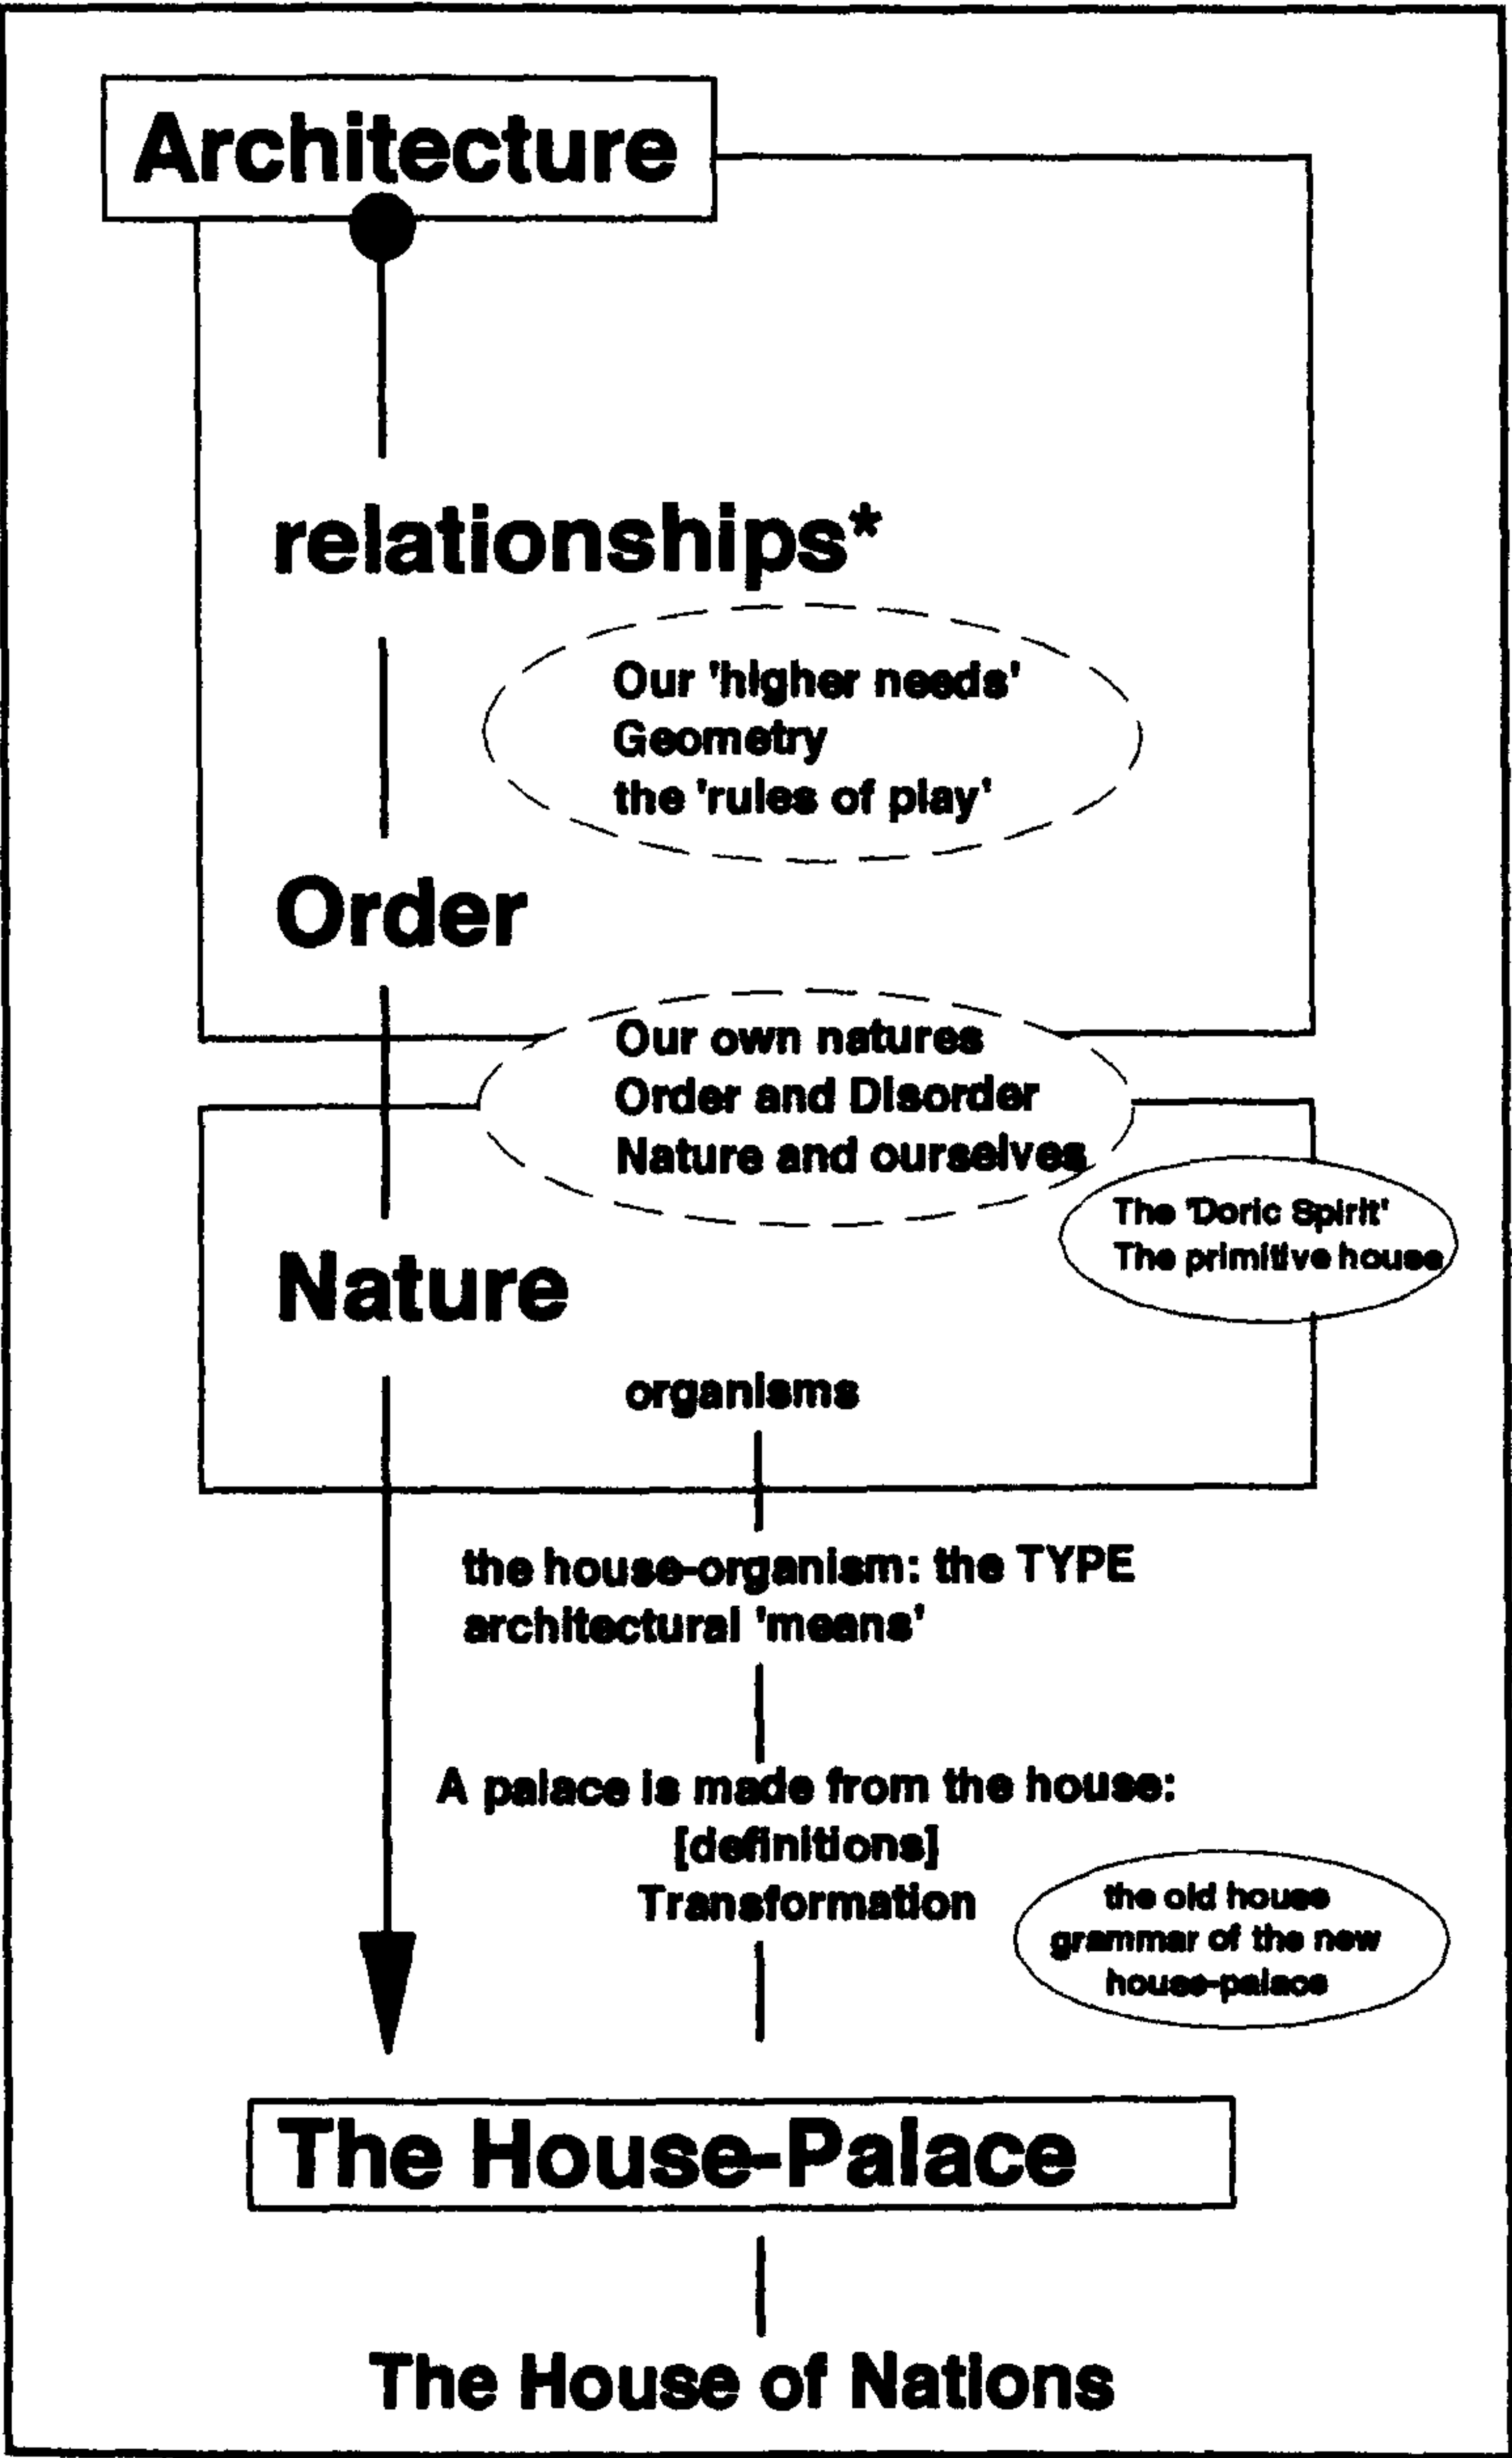 Architecture
relationships*
Our 'higher needs'
Geometry
the 'rules of play'
Order
Our own natures
Order and Disorder
Nature and ourselves
The 'Doric Spirit'
The primitive house
Nature
organisms
the house-organism: the TYPE
architectural 'means'
A palace is made from the house:
[definitions]
Transformation
the old house
grammar of the new
house-palace
The House-Palace
The House of Nations